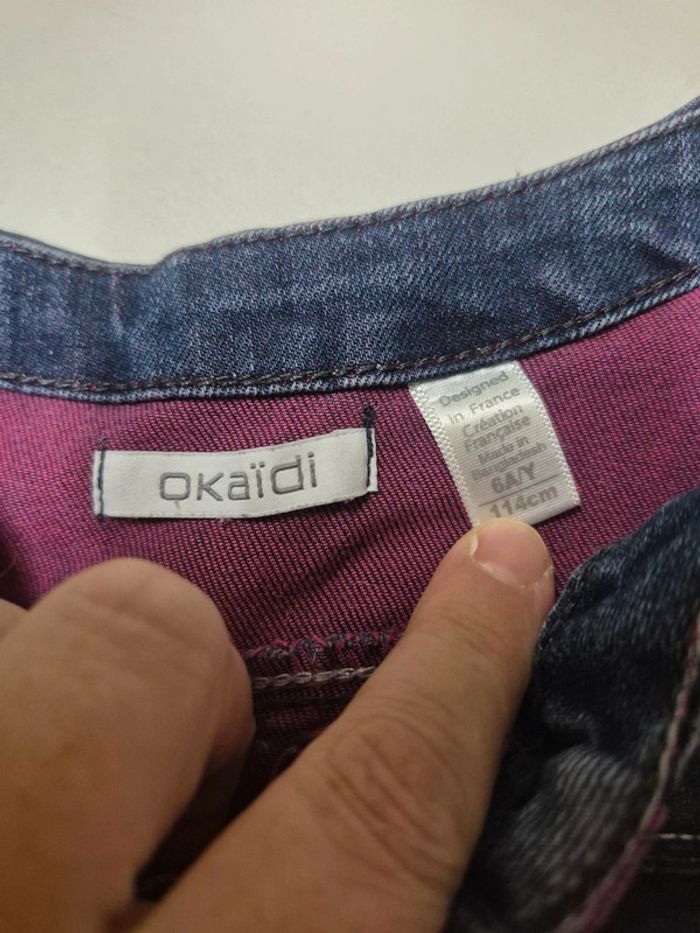 okaïdi
Designed
in France
Création
Française
Made in
Bangladesh
6A/Y
114cm